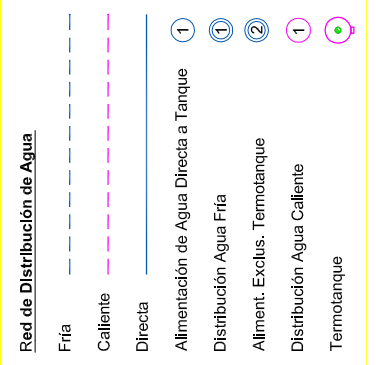 Red de Distribución de Agua
Fría
Caliente
Directa
Alimentación de Agua Directa a Tanque 1
Distribución Agua Fría 1
Aliment. Exclus. Termotanque 2
Distribución Agua Caliente 1
Termotanque